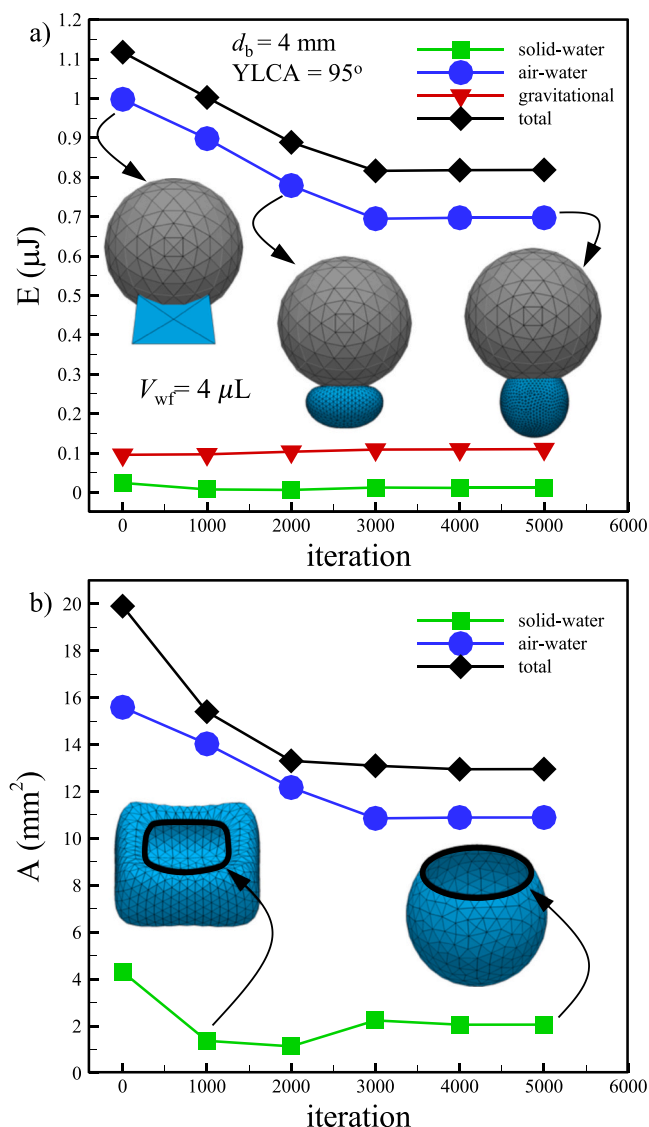 a)
d_b = 4 mm
YLCA = 95°
solid-water
air-water
gravitational
total
V_wf = 4 μL
E (μJ)
1.2
1.1
1
0.9
0.8
0.7
0.6
0.5
0.4
0.3
0.2
0.1
0
0 1000 2000 3000 4000 5000 6000
iteration
b)
solid-water
air-water
total
A (mm²)
20
18
16
14
12
10
8
6
4
2
0
0 1000 2000 3000 4000 5000 6000
iteration